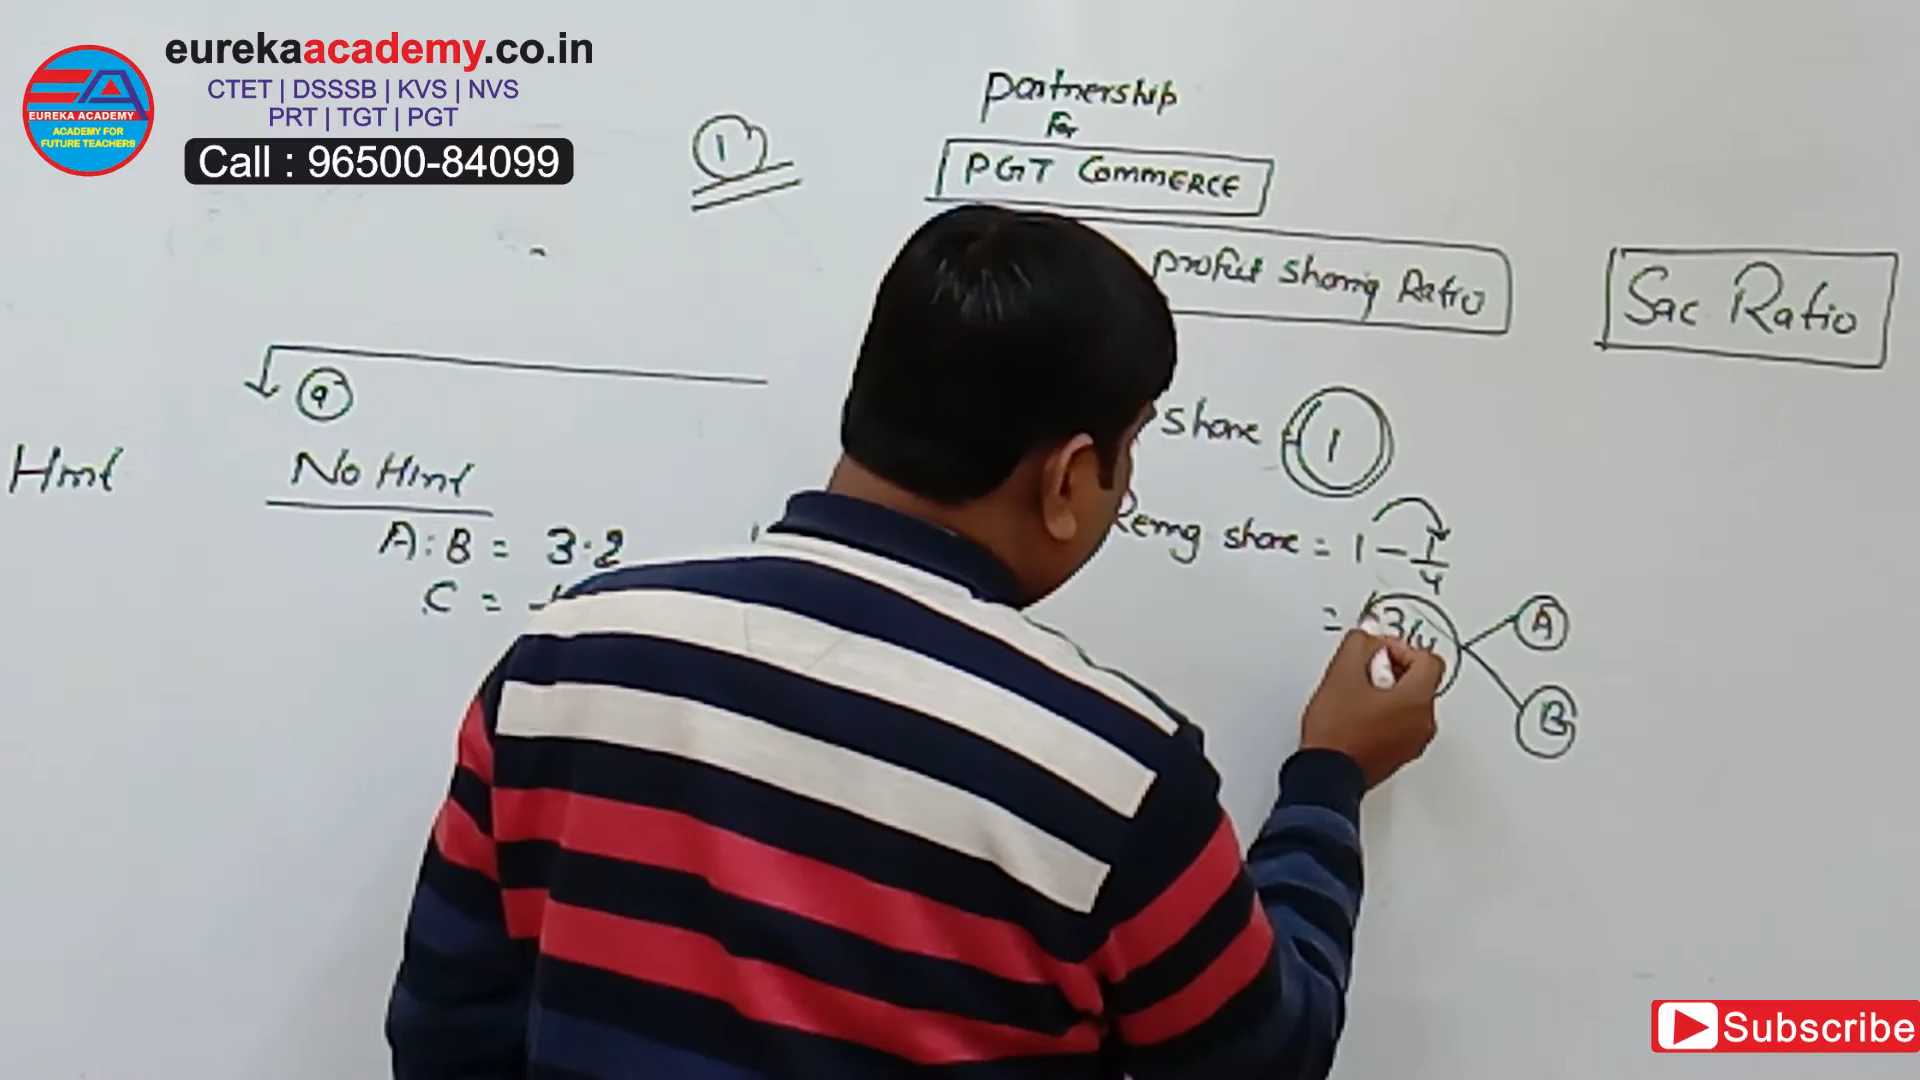 eurekaacademy.co.in
CTET | DSSSB | KVS | NVS
PRT | TGT | PGT
Call : 96500-84099
EUREKA ACADEMY
ACADEMY FOR
FUTURE TEACHERS
1
Partnership
For
PGT COMMERCE
Profit Sharing Ratio
Sac Ratio
a
Hint
No Hint
A:B = 3:2
C =
Share 1
Remg share = 1 - 1/4
= 3/4
A
B
Subscribe